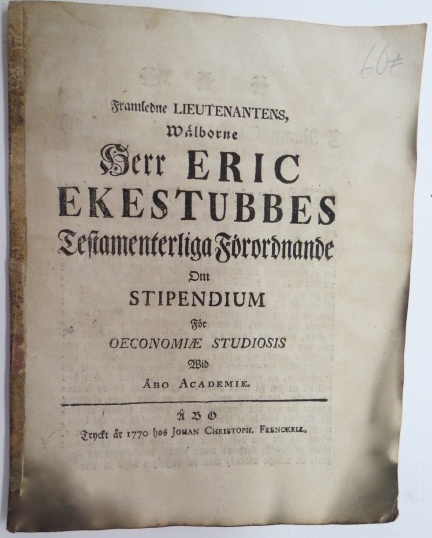 60€
Framledne LIEUTENANTENS,
Wälborne
Herr ERIC
EKESTUBBES
Testamenterliga Förordnande
Om
STIPENDIUM
För
OECONOMIÆ STUDIOSIS
Wid
ÅBO ACADEMIE.
ÅBO
Tryckt år 1770 hos JOHAN CHRISTOPH. FRENCKELL.